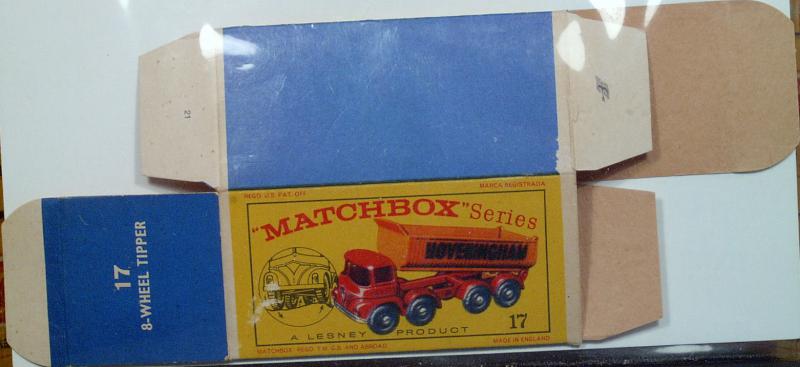 21
REGD U.S. PAT. OFF.
MARCA REGISTRADA
"MATCHBOX" Series
HOVERINGHAM
A LESNEY PRODUCT
17
MATCHBOX REGD. T.M. G.B. AND ABROAD
MADE IN ENGLAND
17
8-WHEEL TIPPER